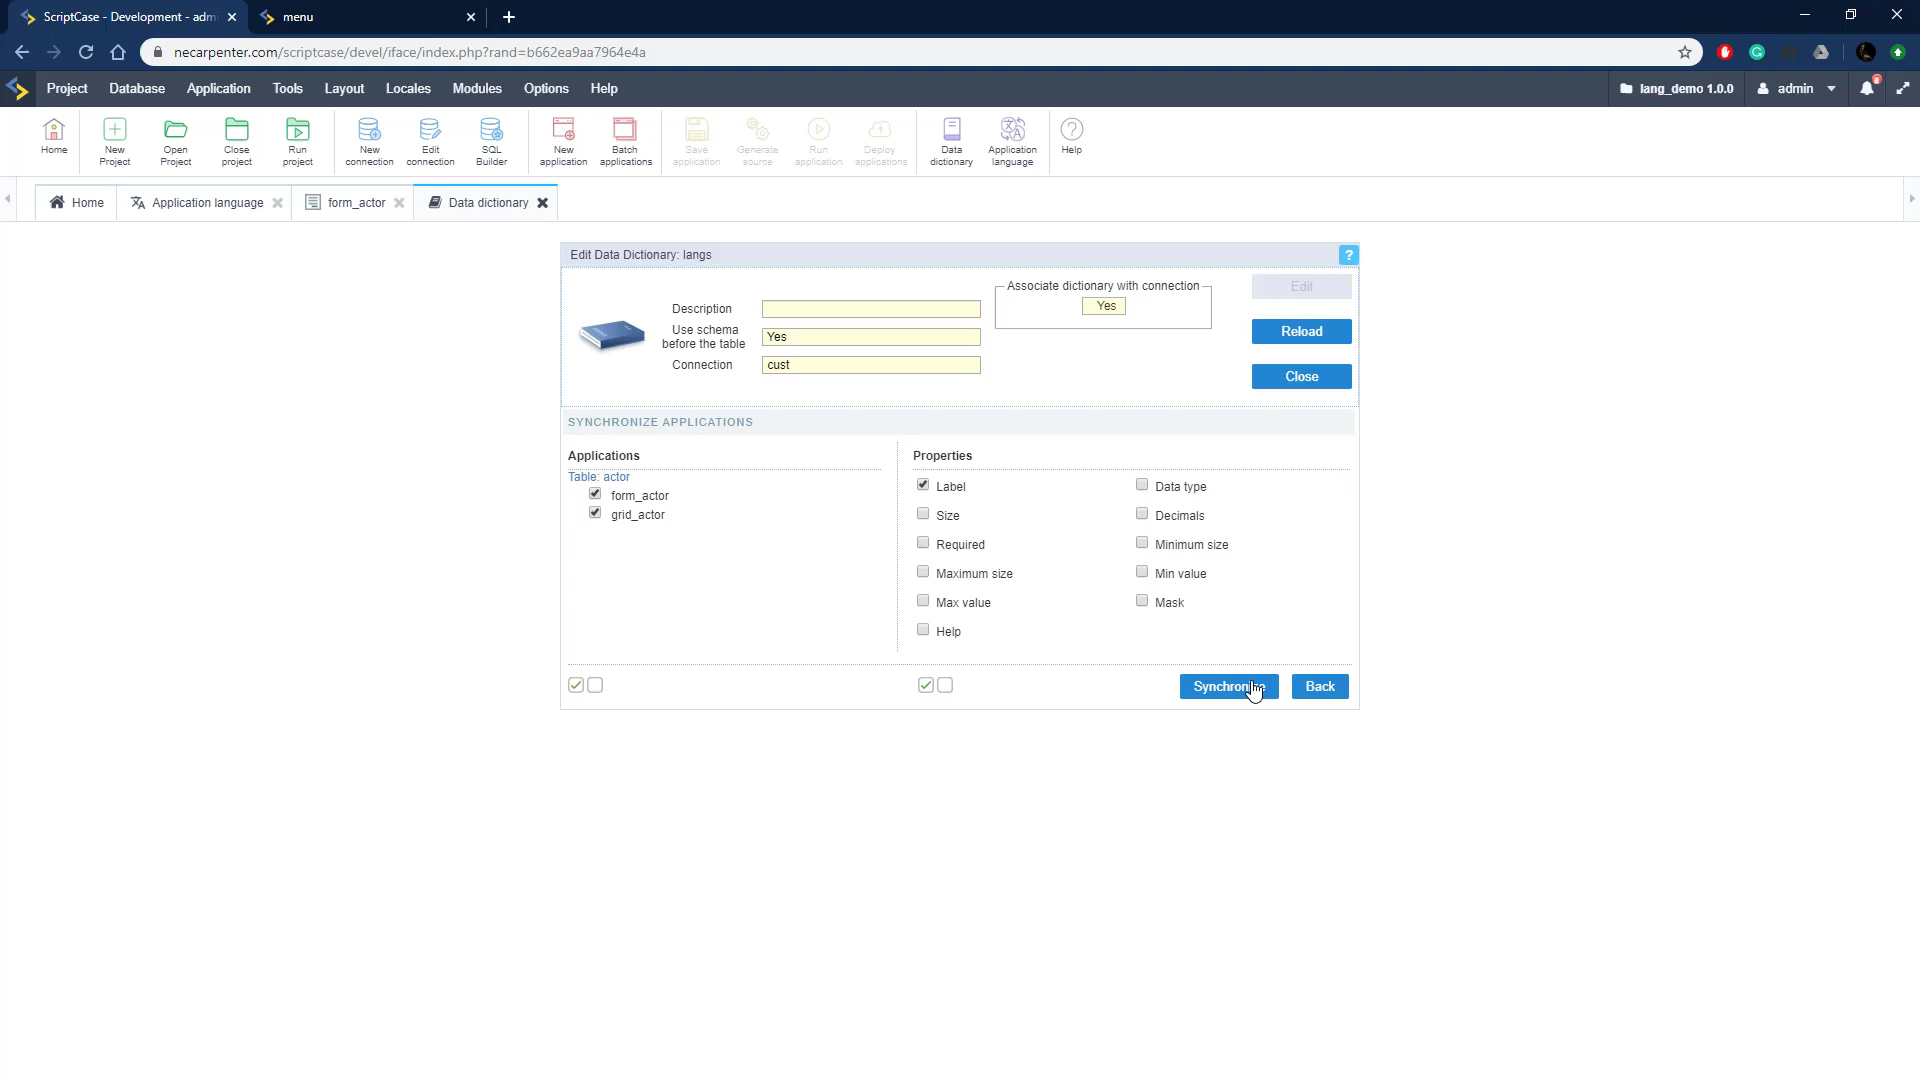 ScriptCase - Development - adm
menu
necarpenter.com/scriptcase/devel/iface/index.php?rand=b662ea9aa7964e4a
Project Database Application Tools Layout Locales Modules Options Help
lang_demo 1.0.0 admin
Home
New Project
Open Project
Close project
Run project
New connection
Edit connection
SQL Builder
New application
Batch applications
Save application
Generate source
Run application
Deploy applications
Data dictionary
Application language
Help
Home Application language form_actor Data dictionary
Edit Data Dictionary: langs ?
Description
Use schema before the table Yes
Connection cust
Associate dictionary with connection
Yes
Edit
Reload
Close
SYNCHRONIZE APPLICATIONS
Applications
Table: actor
form_actor
grid_actor
Properties
Label Data type
Size Decimals
Required Minimum size
Maximum size Min value
Max value Mask
Help
Synchronize Back